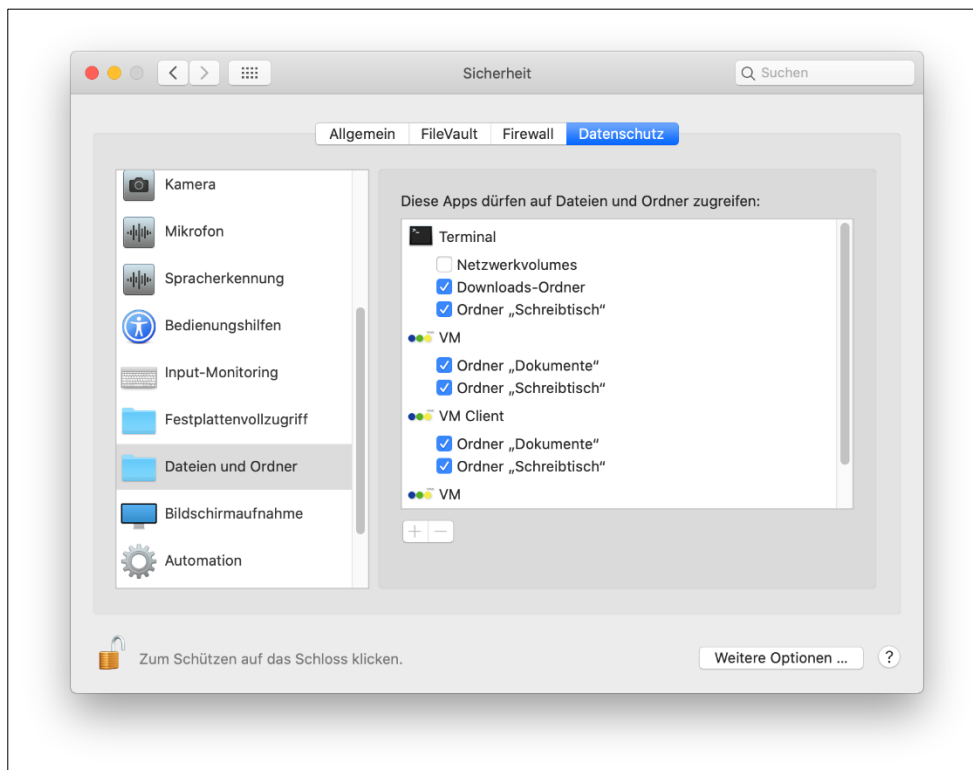 Sicherheit
Suchen
Allgemein
FileVault
Firewall
Datenschutz
Kamera
Mikrofon
Spracherkennung
Bedienungshilfen
Input-Monitoring
Festplattenvollzugriff
Dateien und Ordner
Bildschirmaufnahme
Automation
Diese Apps dürfen auf Dateien und Ordner zugreifen:
Terminal
Netzwerkvolumes
Downloads-Ordner
Ordner „Schreibtisch“
VM
Ordner „Dokumente“
Ordner „Schreibtisch“
VM Client
Ordner „Dokumente“
Ordner „Schreibtisch“
VM
+ −
Zum Schützen auf das Schloss klicken.
Weitere Optionen ...
?